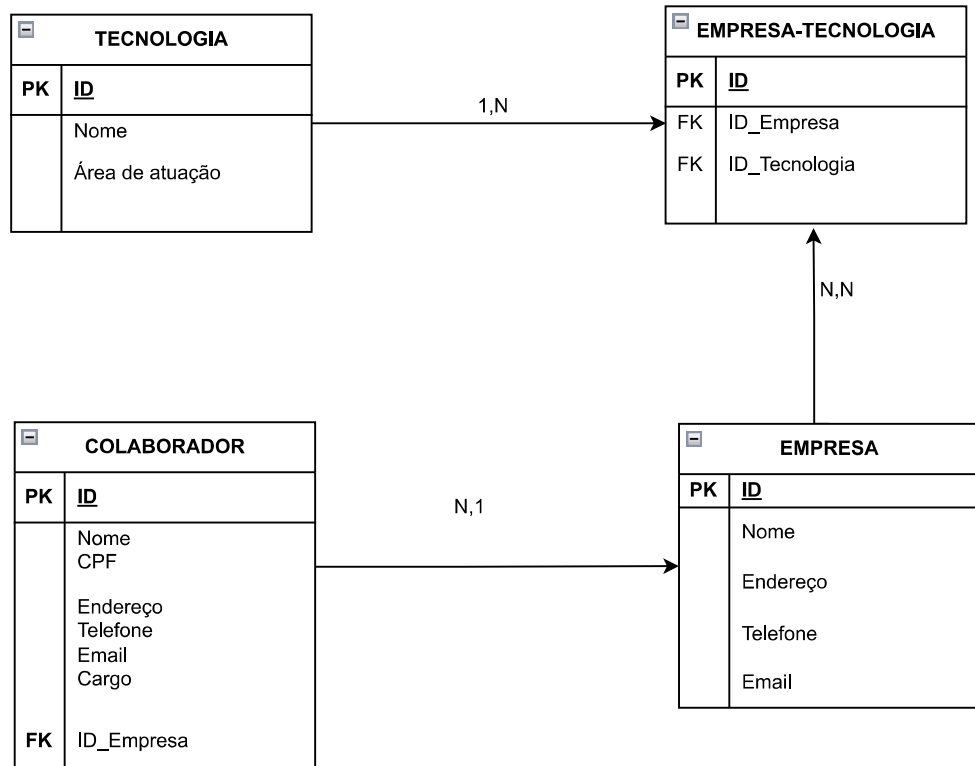 TECNOLOGIA
PK ID
Nome
Área de atuação
1,N
EMPRESA-TECNOLOGIA
PK ID
FK ID_Empresa
FK ID_Tecnologia
N,N
COLABORADOR
PK ID
Nome
CPF
Endereço
Telefone
Email
Cargo
FK ID_Empresa
N,1
EMPRESA
PK ID
Nome
Endereço
Telefone
Email